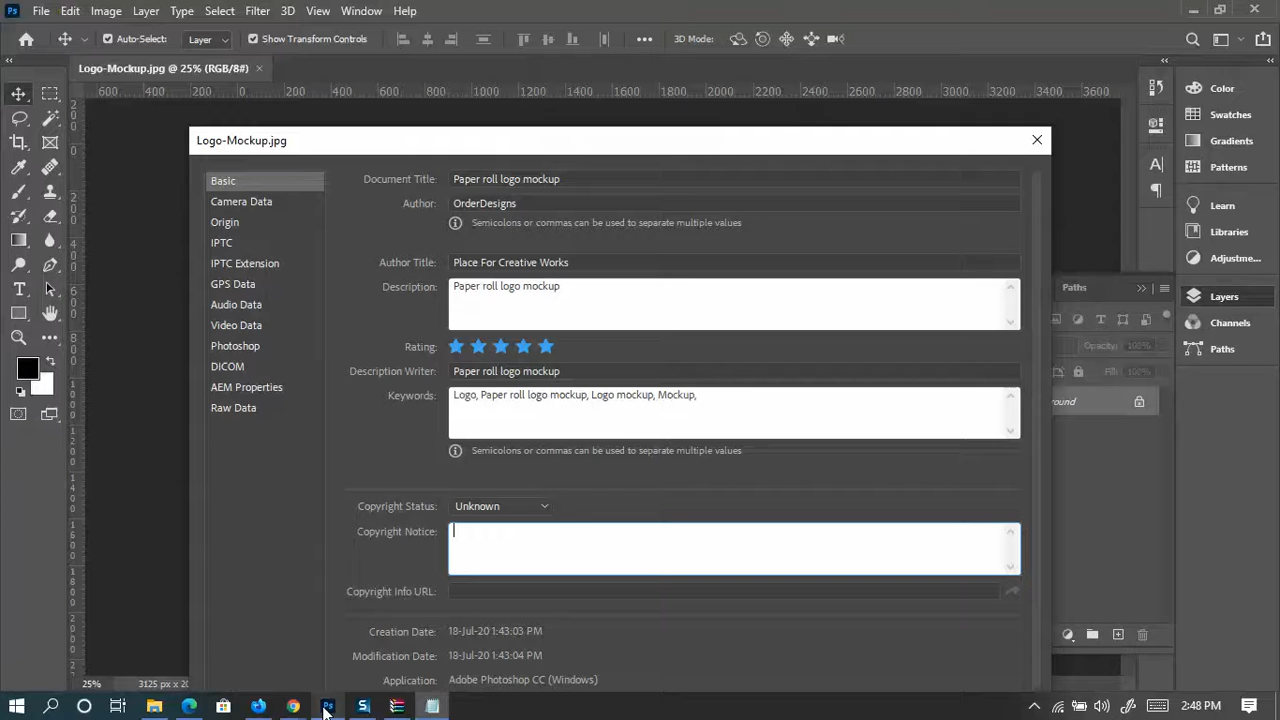 Ps File Edit Image Layer Type Select Filter 3D View Window Help
Auto-Select: Layer Show Transform Controls ••• 3D Mode:
Logo-Mockup.jpg @ 25% (RGB/8#) ×
600 400 200 0 200 400 600 800 1000 1200 1400 1600 1800 2000 2200 2400 2600 2800 3000 3200 3400 3600
Logo-Mockup.jpg
Basic
Camera Data
Origin
IPTC
IPTC Extension
GPS Data
Audio Data
Video Data
Photoshop
DICOM
AEM Properties
Raw Data
Document Title: Paper roll logo mockup
Author: OrderDesigns
Semicolons or commas can be used to separate multiple values
Author Title: Place For Creative Works
Description: Paper roll logo mockup
Rating:
Description Writer: Paper roll logo mockup
Keywords: Logo, Paper roll logo mockup, Logo mockup, Mockup,
Semicolons or commas can be used to separate multiple values
Copyright Status: Unknown
Copyright Notice:
Copyright Info URL:
Creation Date: 18-Jul-20 1:43:03 PM
Modification Date: 18-Jul-20 1:43:04 PM
Application: Adobe Photoshop CC (Windows)
Color
Swatches
Gradients
Patterns
Learn
Libraries
Adjustme...
Layers
Channels
Paths
Paths
Opacity: 100%
Fill: 100%
ound
25% 3125 px x 20
2:48 PM